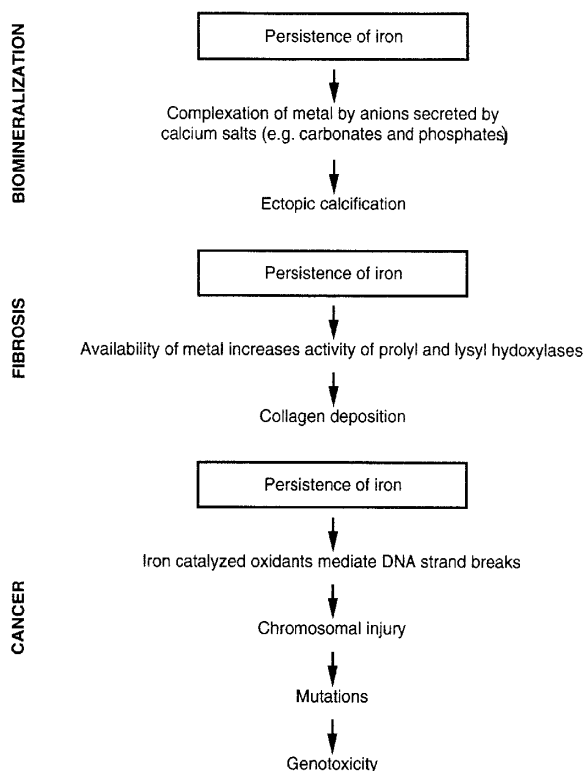 BIOMINERALIZATION
Persistence of iron
Complexation of metal by anions secreted by
calcium salts (e.g. carbonates and phosphates)
Ectopic calcification
FIBROSIS
Persistence of iron
Availability of metal increases activity of prolyl and lysyl hydoxylases
Collagen deposition
CANCER
Persistence of iron
Iron catalyzed oxidants mediate DNA strand breaks
Chromosomal injury
Mutations
Genotoxicity